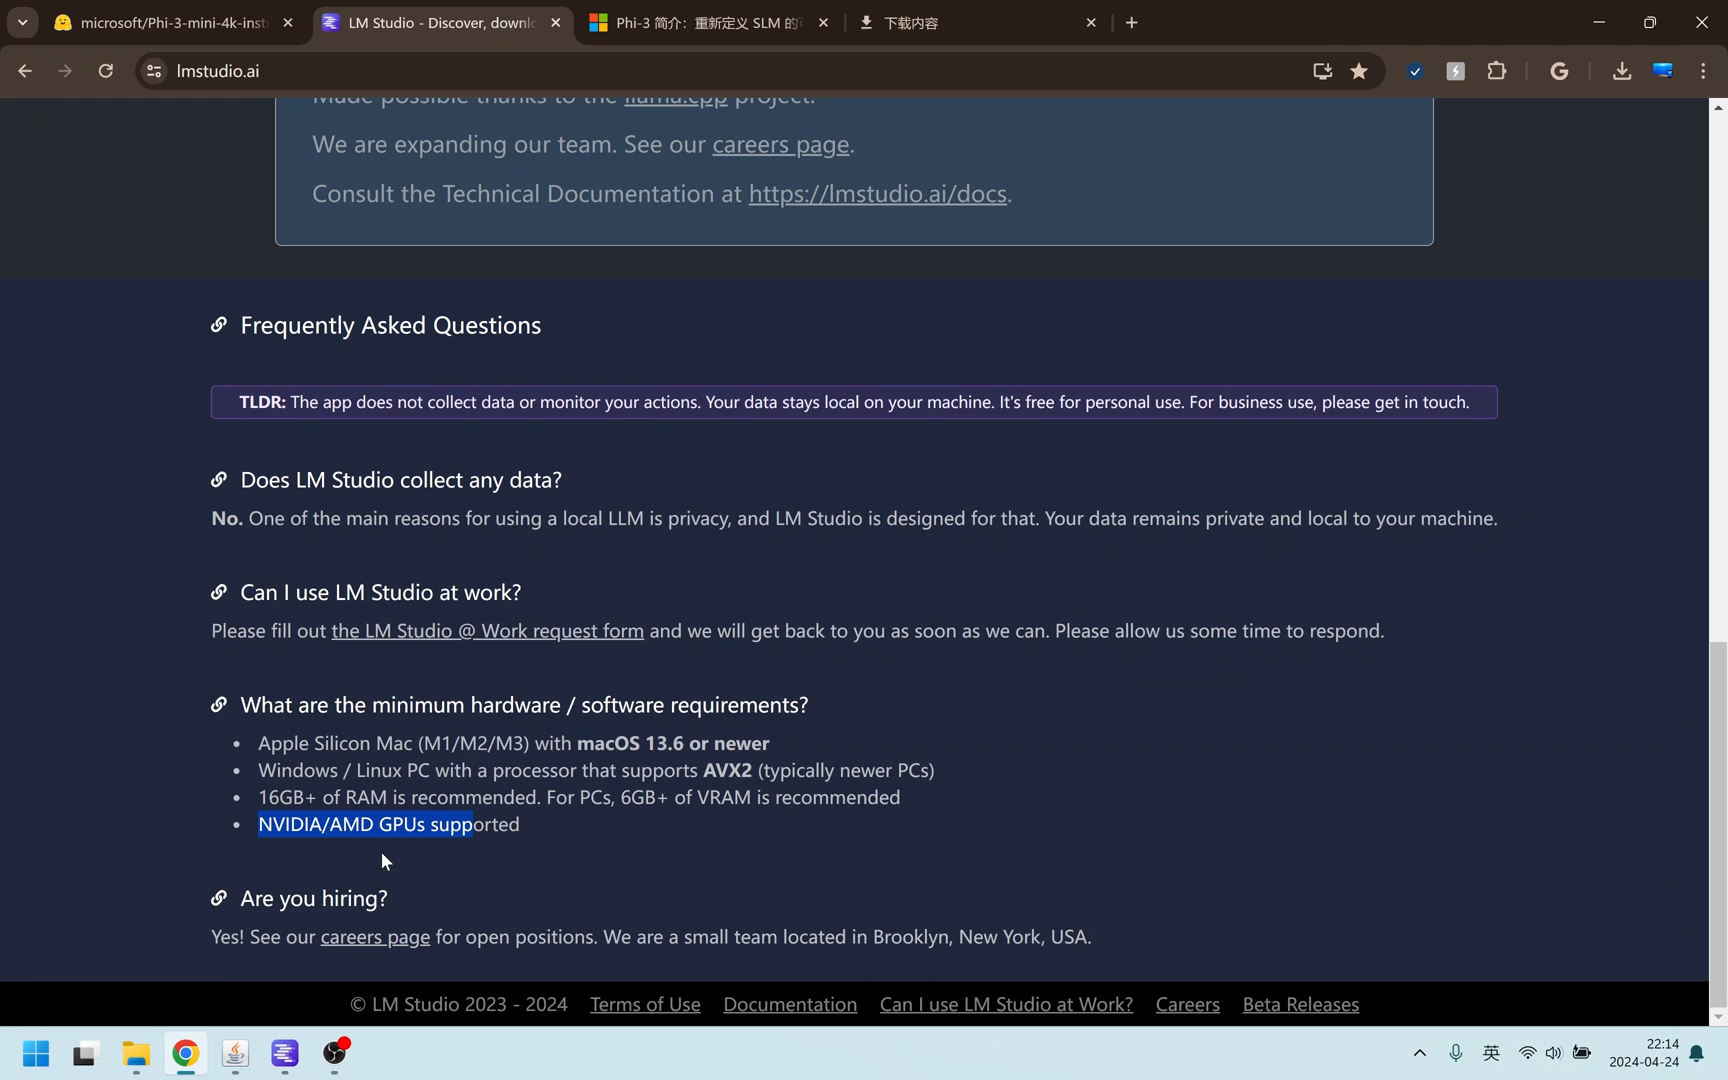 microsoft/Phi-3-mini-4k-inst
LM Studio - Discover, downl
Phi-3 简介：重新定义 SLM 的
下载内容
lmstudio.ai
Made possible thanks to the llama.cpp project.
We are expanding our team. See our careers page.
Consult the Technical Documentation at https://lmstudio.ai/docs.
Frequently Asked Questions
TLDR: The app does not collect data or monitor your actions. Your data stays local on your machine. It's free for personal use. For business use, please get in touch.
Does LM Studio collect any data?
No. One of the main reasons for using a local LLM is privacy, and LM Studio is designed for that. Your data remains private and local to your machine.
Can I use LM Studio at work?
Please fill out the LM Studio @ Work request form and we will get back to you as soon as we can. Please allow us some time to respond.
What are the minimum hardware / software requirements?
• Apple Silicon Mac (M1/M2/M3) with macOS 13.6 or newer
• Windows / Linux PC with a processor that supports AVX2 (typically newer PCs)
• 16GB+ of RAM is recommended. For PCs, 6GB+ of VRAM is recommended
• NVIDIA/AMD GPUs supported
Are you hiring?
Yes! See our careers page for open positions. We are a small team located in Brooklyn, New York, USA.
© LM Studio 2023 - 2024 Terms of Use Documentation Can I use LM Studio at Work? Careers Beta Releases
英
22:14
2024-04-24